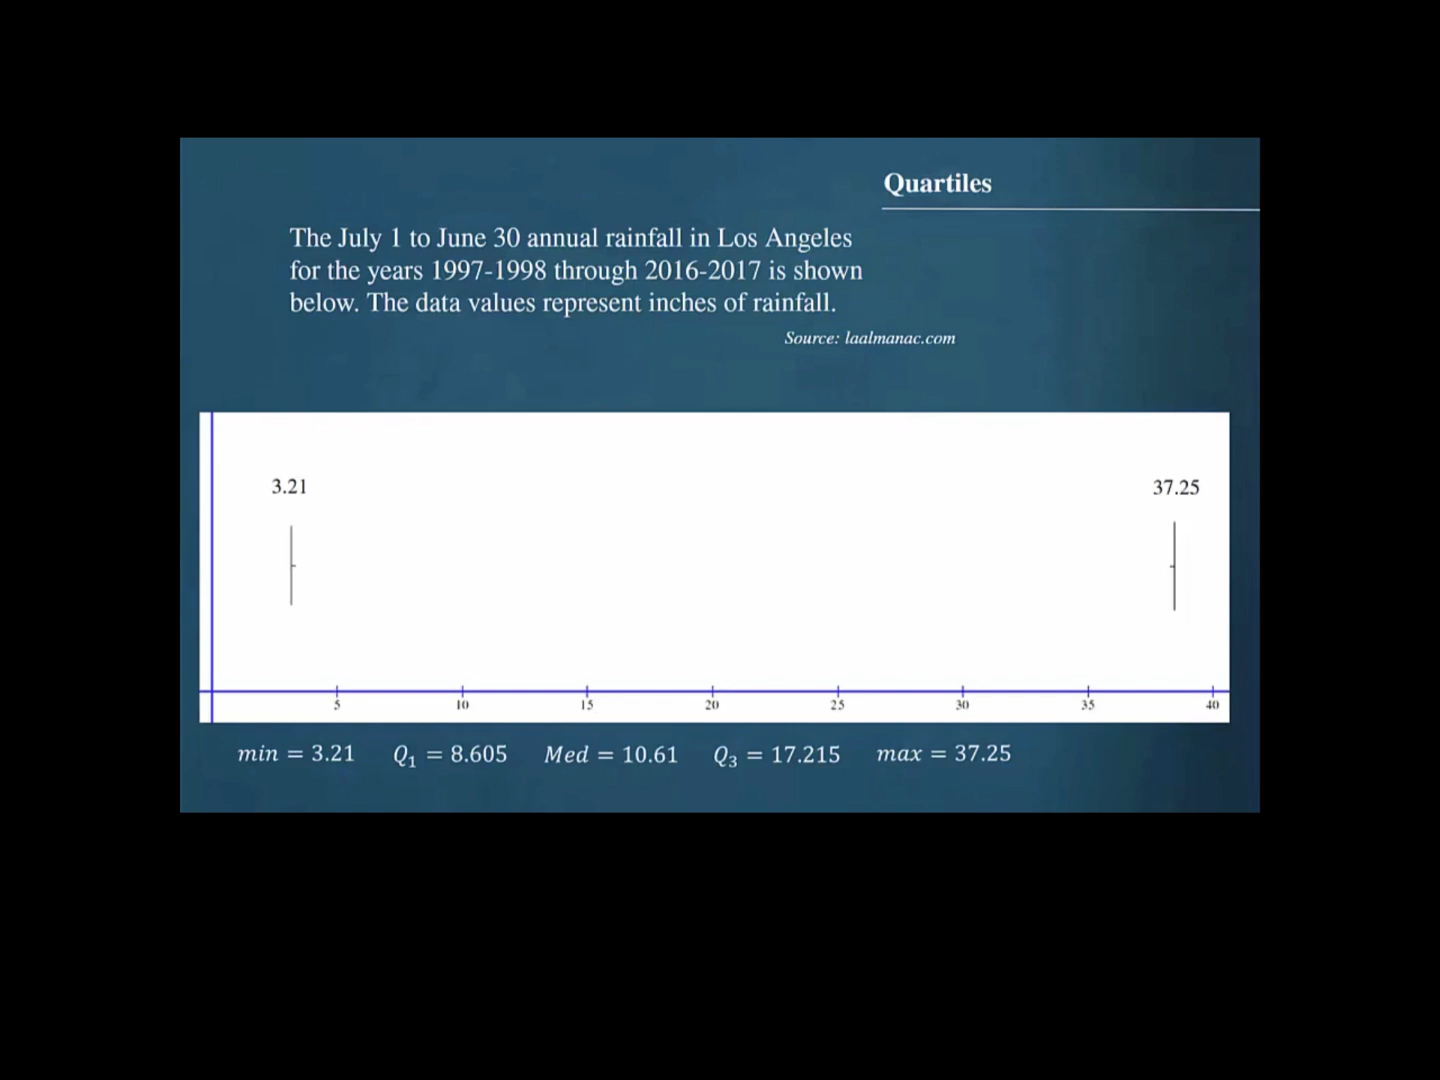 Quartiles
The July 1 to June 30 annual rainfall in Los Angeles
for the years 1997-1998 through 2016-2017 is shown
below. The data values represent inches of rainfall.
Source: laalmanac.com
3.21 37.25
5 10 15 20 25 30 35 40
min = 3.21 Q₁ = 8.605 Med = 10.61 Q₃ = 17.215 max = 37.25